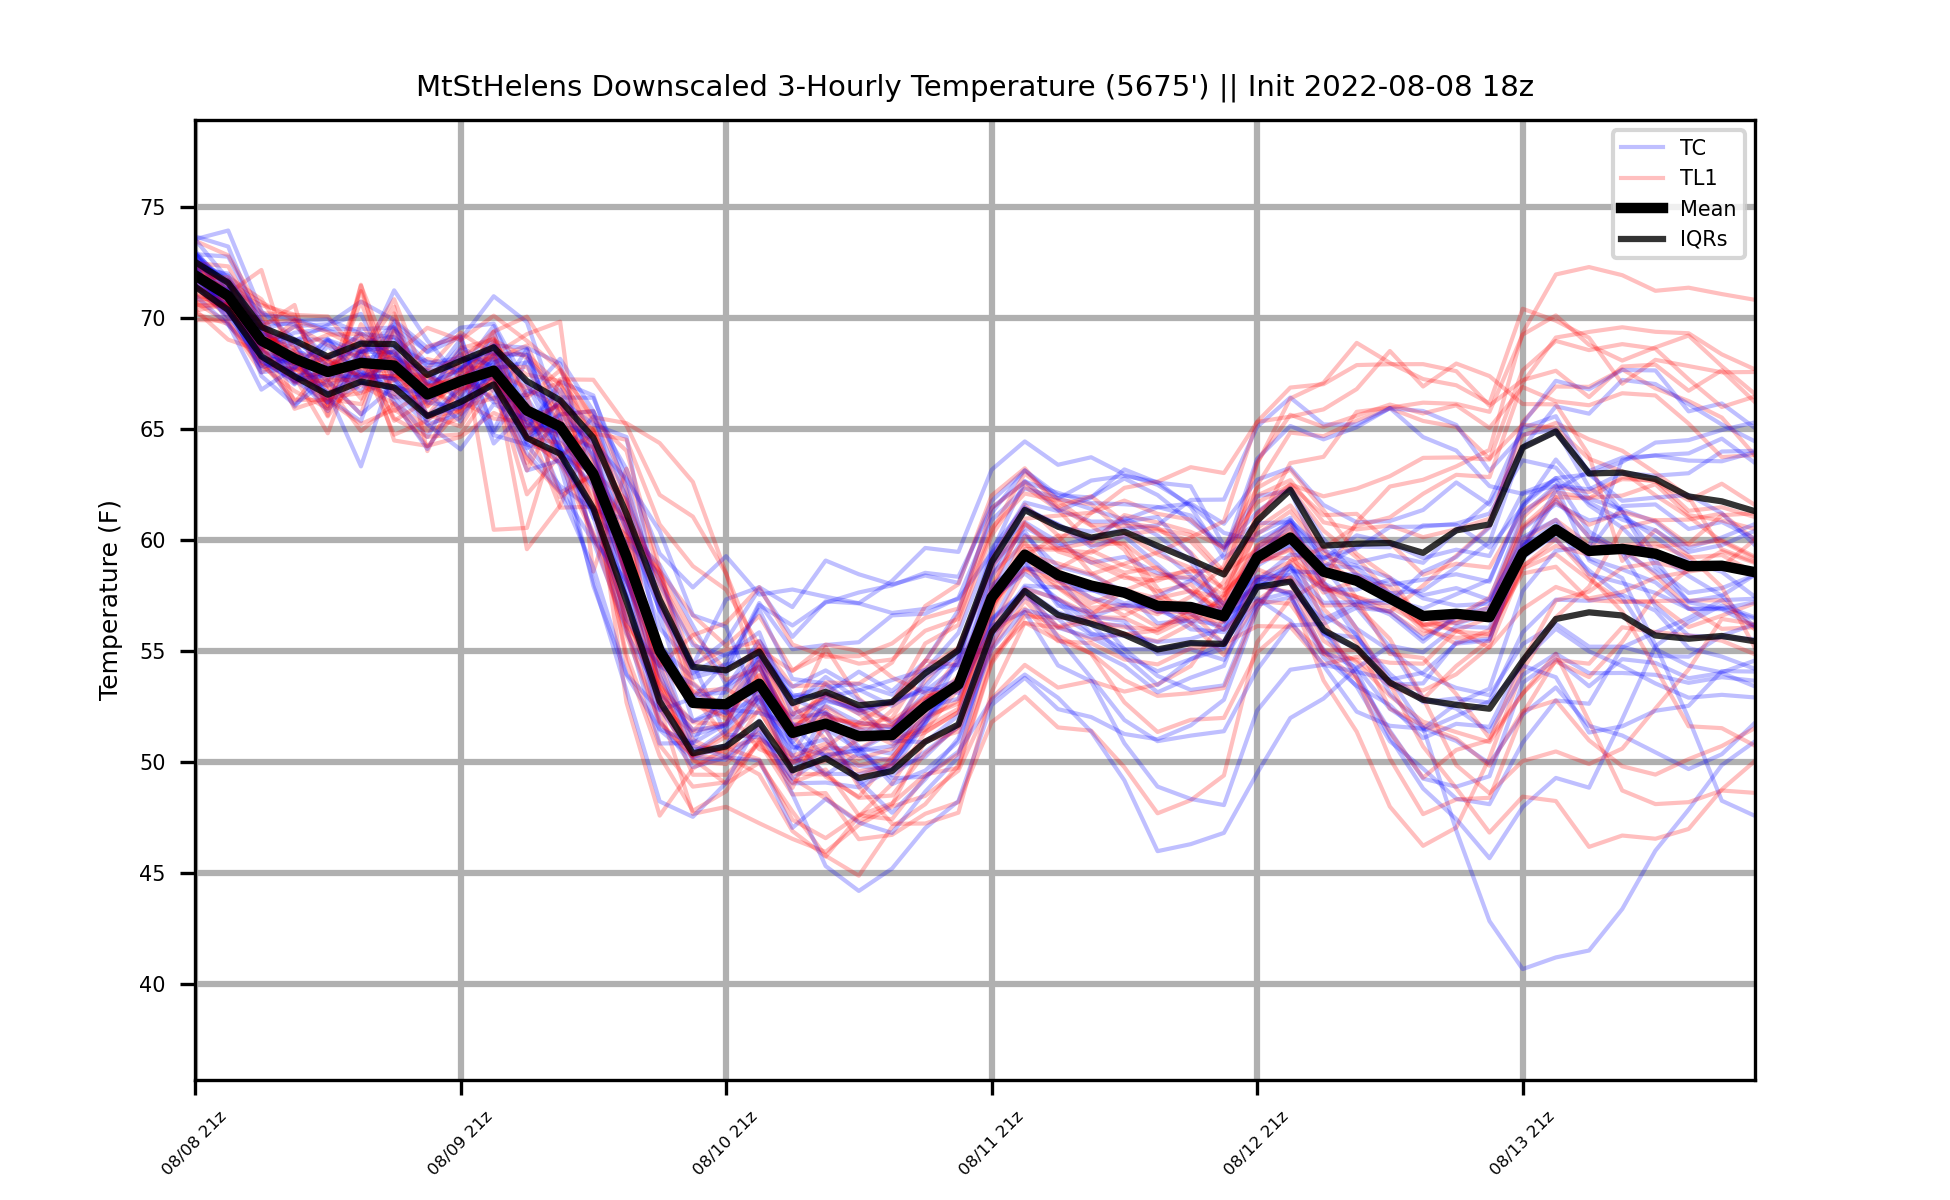 MtStHelens Downscaled 3-Hourly Temperature (5675') || Init 2022-08-08 18z
TC
TL1
Mean
IQRs
Temperature (F)
75
70
65
60
55
50
45
40
08/08 21z
08/09 21z
08/10 21z
08/11 21z
08/12 21z
08/13 21z